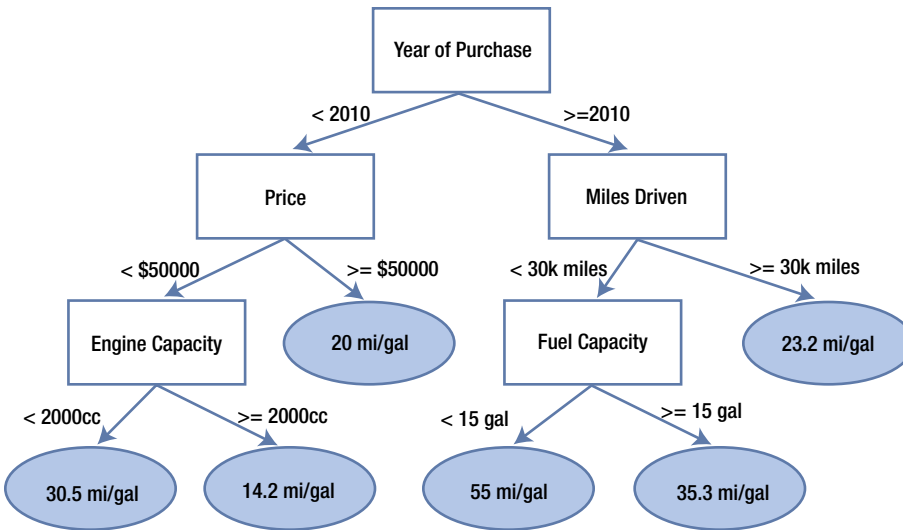 Year of Purchase
< 2010
>=2010
Price
Miles Driven
< $50000
>= $50000
< 30k miles
>= 30k miles
Engine Capacity
20 mi/gal
Fuel Capacity
23.2 mi/gal
< 2000cc
>= 2000cc
< 15 gal
>= 15 gal
30.5 mi/gal
14.2 mi/gal
55 mi/gal
35.3 mi/gal